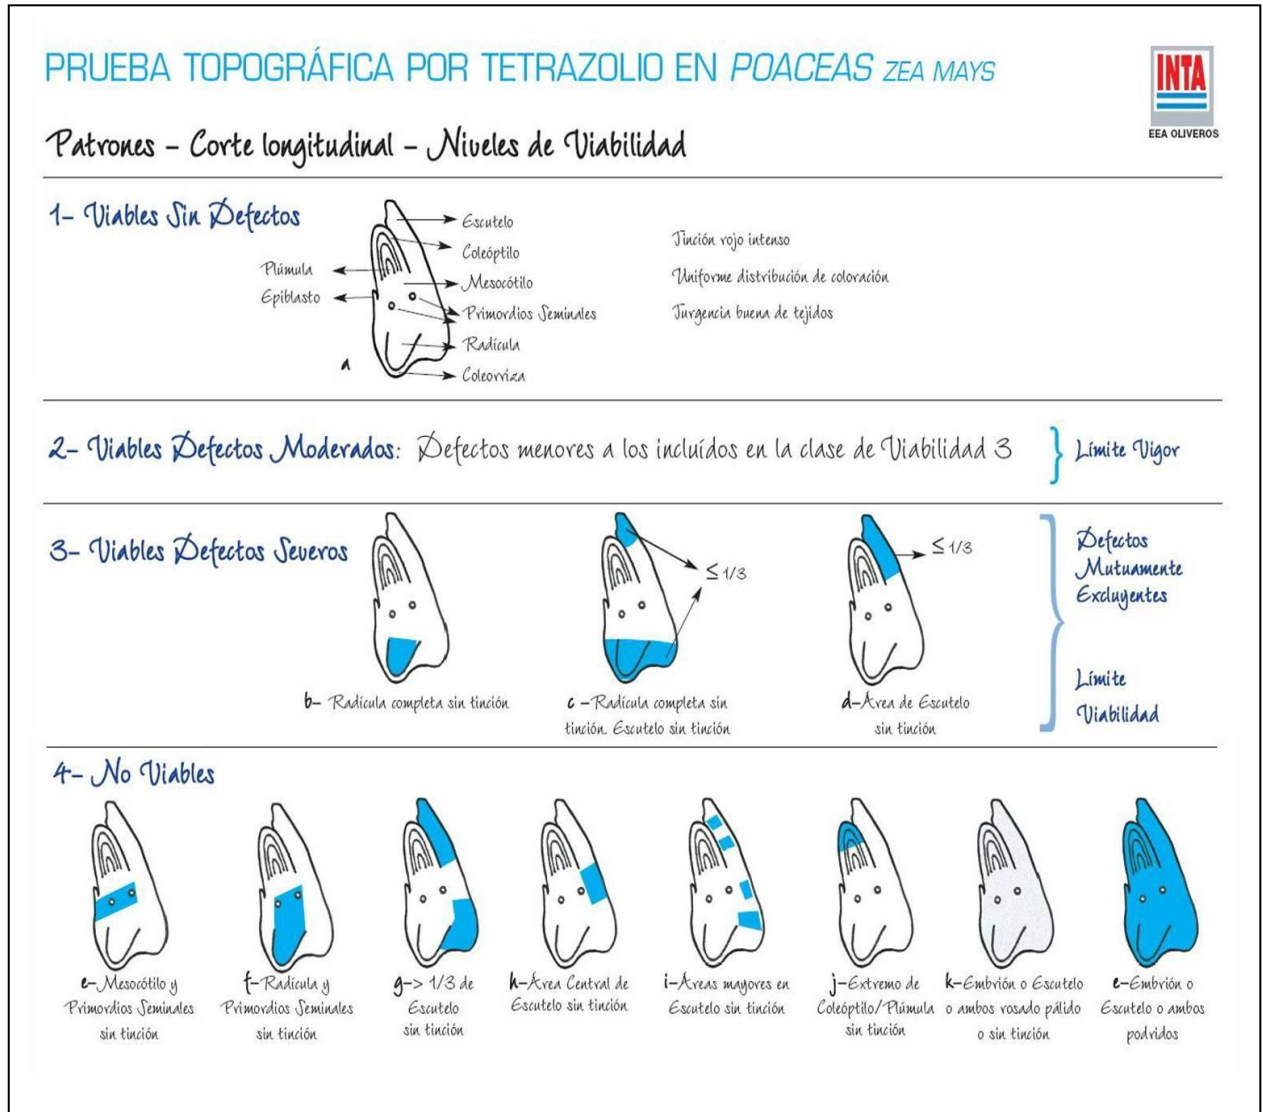 PRUEBA TOPOGRÁFICA POR TETRAZOLIO EN POACEAS ZEA MAYS
INTA
EEA OLIVEROS
Patrones – Corte longitudinal – Niveles de Viabilidad
1- Viables Sin Defectos
Plúmula
Epiblasto
Escutelo
Coleóptilo
Mesocótilo
Primordios Seminales
Radícula
Coleorriza
a
Tinción rojo intenso
Uniforme distribución de coloración
Turgencia buena de tejidos
2- Viables Defectos Moderados: Defectos menores a los incluídos en la clase de Viabilidad 3
Límite Vigor
3- Viables Defectos Severos
≤ 1/3
≤ 1/3
b- Radícula completa sin tinción
c -Radícula completa sin
tinción. Escutelo sin tinción
d-Area de Escutelo
sin tinción
Defectos
Mutuamente
Excluyentes
Límite
Viabilidad
4- No Viables
e-Mesocótilo y
Primordios Seminales
sin tinción
f-Radícula y
Primordios Seminales
sin tinción
g-> 1/3 de
Escutelo
sin tinción
h-Area Central de
Escutelo sin tinción
i-Areas mayores en
Escutelo sin tinción
j-Extremo de
Coleóptilo/Plúmula
sin tinción
k-Embrión o Escutelo
o ambos rosado pálido
o sin tinción
e-Embrión o
Escutelo o ambos
podridos